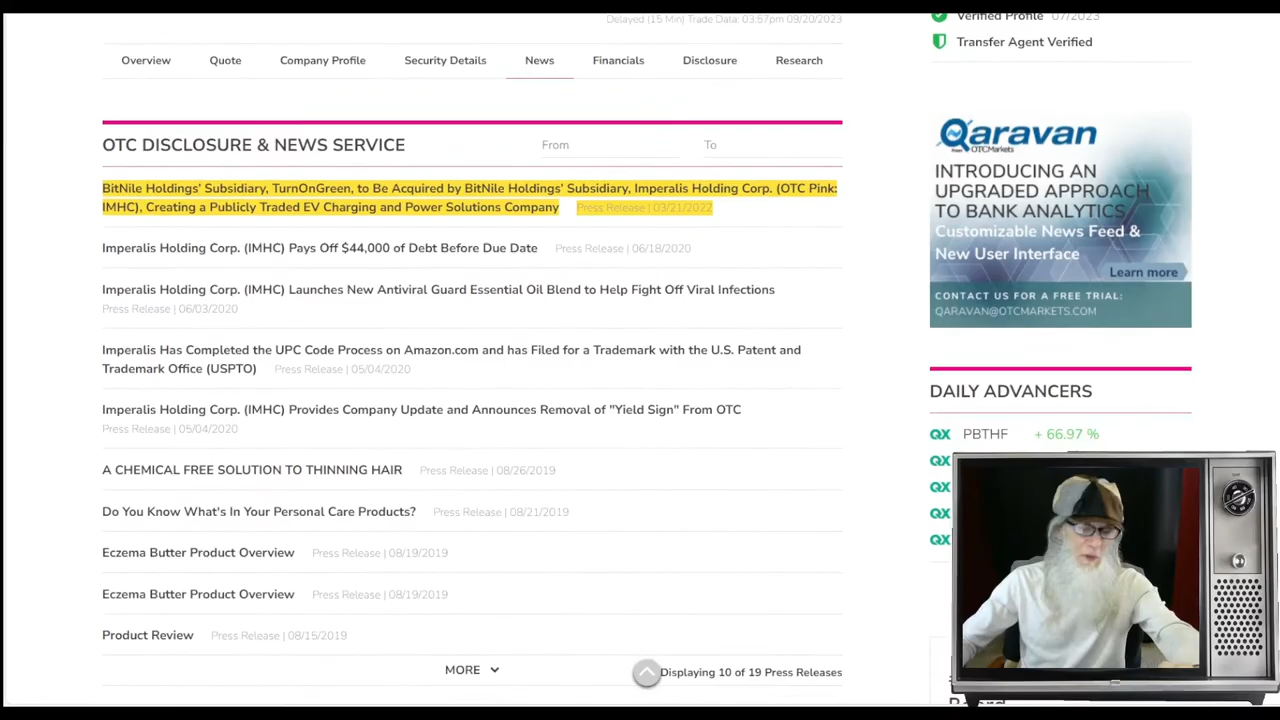 Delayed (15 Min) Trade Data: 03:57pm 09/20/2023
Verified Profile 07/2023
Transfer Agent Verified
Overview Quote Company Profile Security Details News Financials Disclosure Research
OTC DISCLOSURE & NEWS SERVICE From To
BitNile Holdings' Subsidiary, TurnOnGreen, to Be Acquired by BitNile Holdings' Subsidiary, Imperalis Holding Corp. (OTC Pink:
IMHC), Creating a Publicly Traded EV Charging and Power Solutions Company Press Release | 03/21/2022
Imperalis Holding Corp. (IMHC) Pays Off $44,000 of Debt Before Due Date Press Release | 06/18/2020
Imperalis Holding Corp. (IMHC) Launches New Antiviral Guard Essential Oil Blend to Help Fight Off Viral Infections
Press Release | 06/03/2020
Imperalis Has Completed the UPC Code Process on Amazon.com and has Filed for a Trademark with the U.S. Patent and
Trademark Office (USPTO) Press Release | 05/04/2020
Imperalis Holding Corp. (IMHC) Provides Company Update and Announces Removal of "Yield Sign" From OTC
Press Release | 05/04/2020
A CHEMICAL FREE SOLUTION TO THINNING HAIR Press Release | 08/26/2019
Do You Know What's In Your Personal Care Products? Press Release | 08/21/2019
Eczema Butter Product Overview Press Release | 08/19/2019
Eczema Butter Product Overview Press Release | 08/19/2019
Product Review Press Release | 08/15/2019
MORE
Displaying 10 of 19 Press Releases
Qaravan
OTCMarkets
INTRODUCING AN
UPGRADED APPROACH
TO BANK ANALYTICS
Customizable News Feed &
New User Interface
Learn more
CONTACT US FOR A FREE TRIAL:
QARAVAN@OTCMARKETS.COM
DAILY ADVANCERS
QX PBTHF + 66.97 %
QX
QX
QX
QX